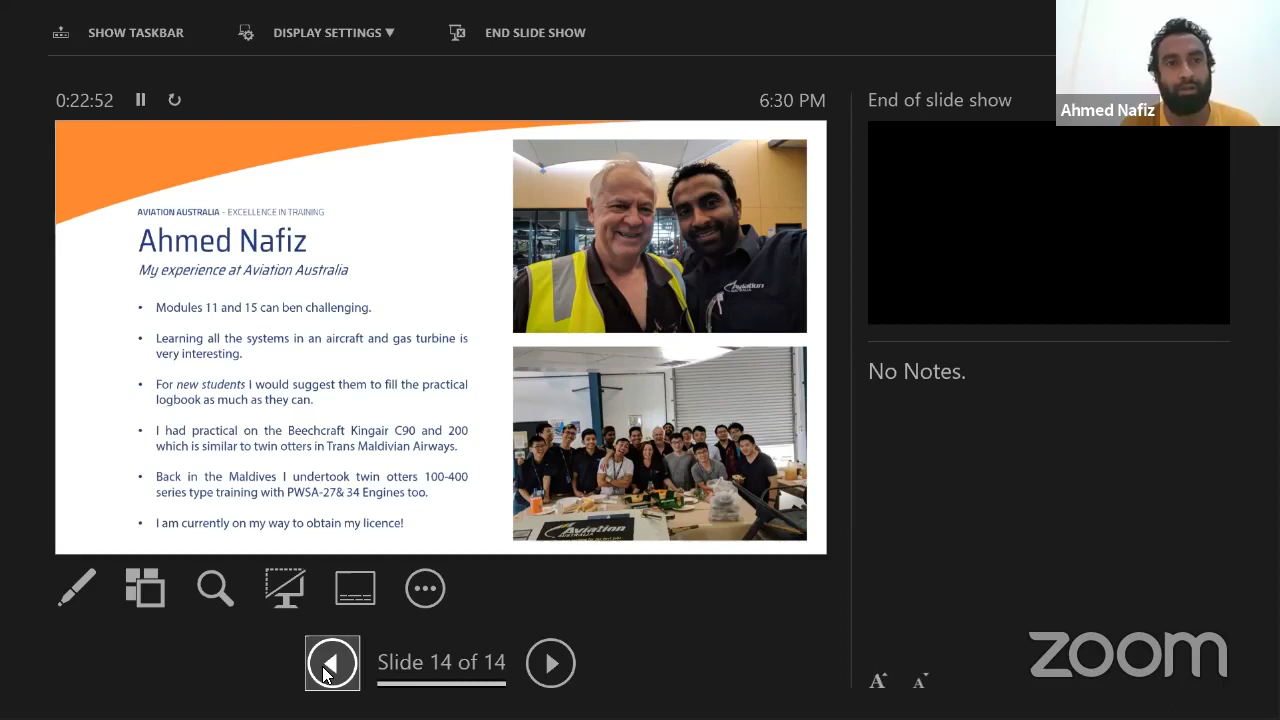 SHOW TASKBAR
DISPLAY SETTINGS ▼
END SLIDE SHOW
Ahmed Nafiz
0:22:52
6:30 PM
End of slide show
AVIATION AUSTRALIA - EXCELLENCE IN TRAINING
Ahmed Nafiz
My experience at Aviation Australia
• Modules 11 and 15 can ben challenging.
• Learning all the systems in an aircraft and gas turbine is
very interesting.
• For new students I would suggest them to fill the practical
logbook as much as they can.
• I had practical on the Beechcraft Kingair C90 and 200
which is similar to twin otters in Trans Maldivian Airways.
• Back in the Maldives I undertook twin otters 100-400
series type training with PWSA-27& 34 Engines too.
• I am currently on my way to obtain my licence!
Aviation
AUSTRALIA
Aviation
AUSTRALIA
No Notes.
Slide 14 of 14
A A
zoom